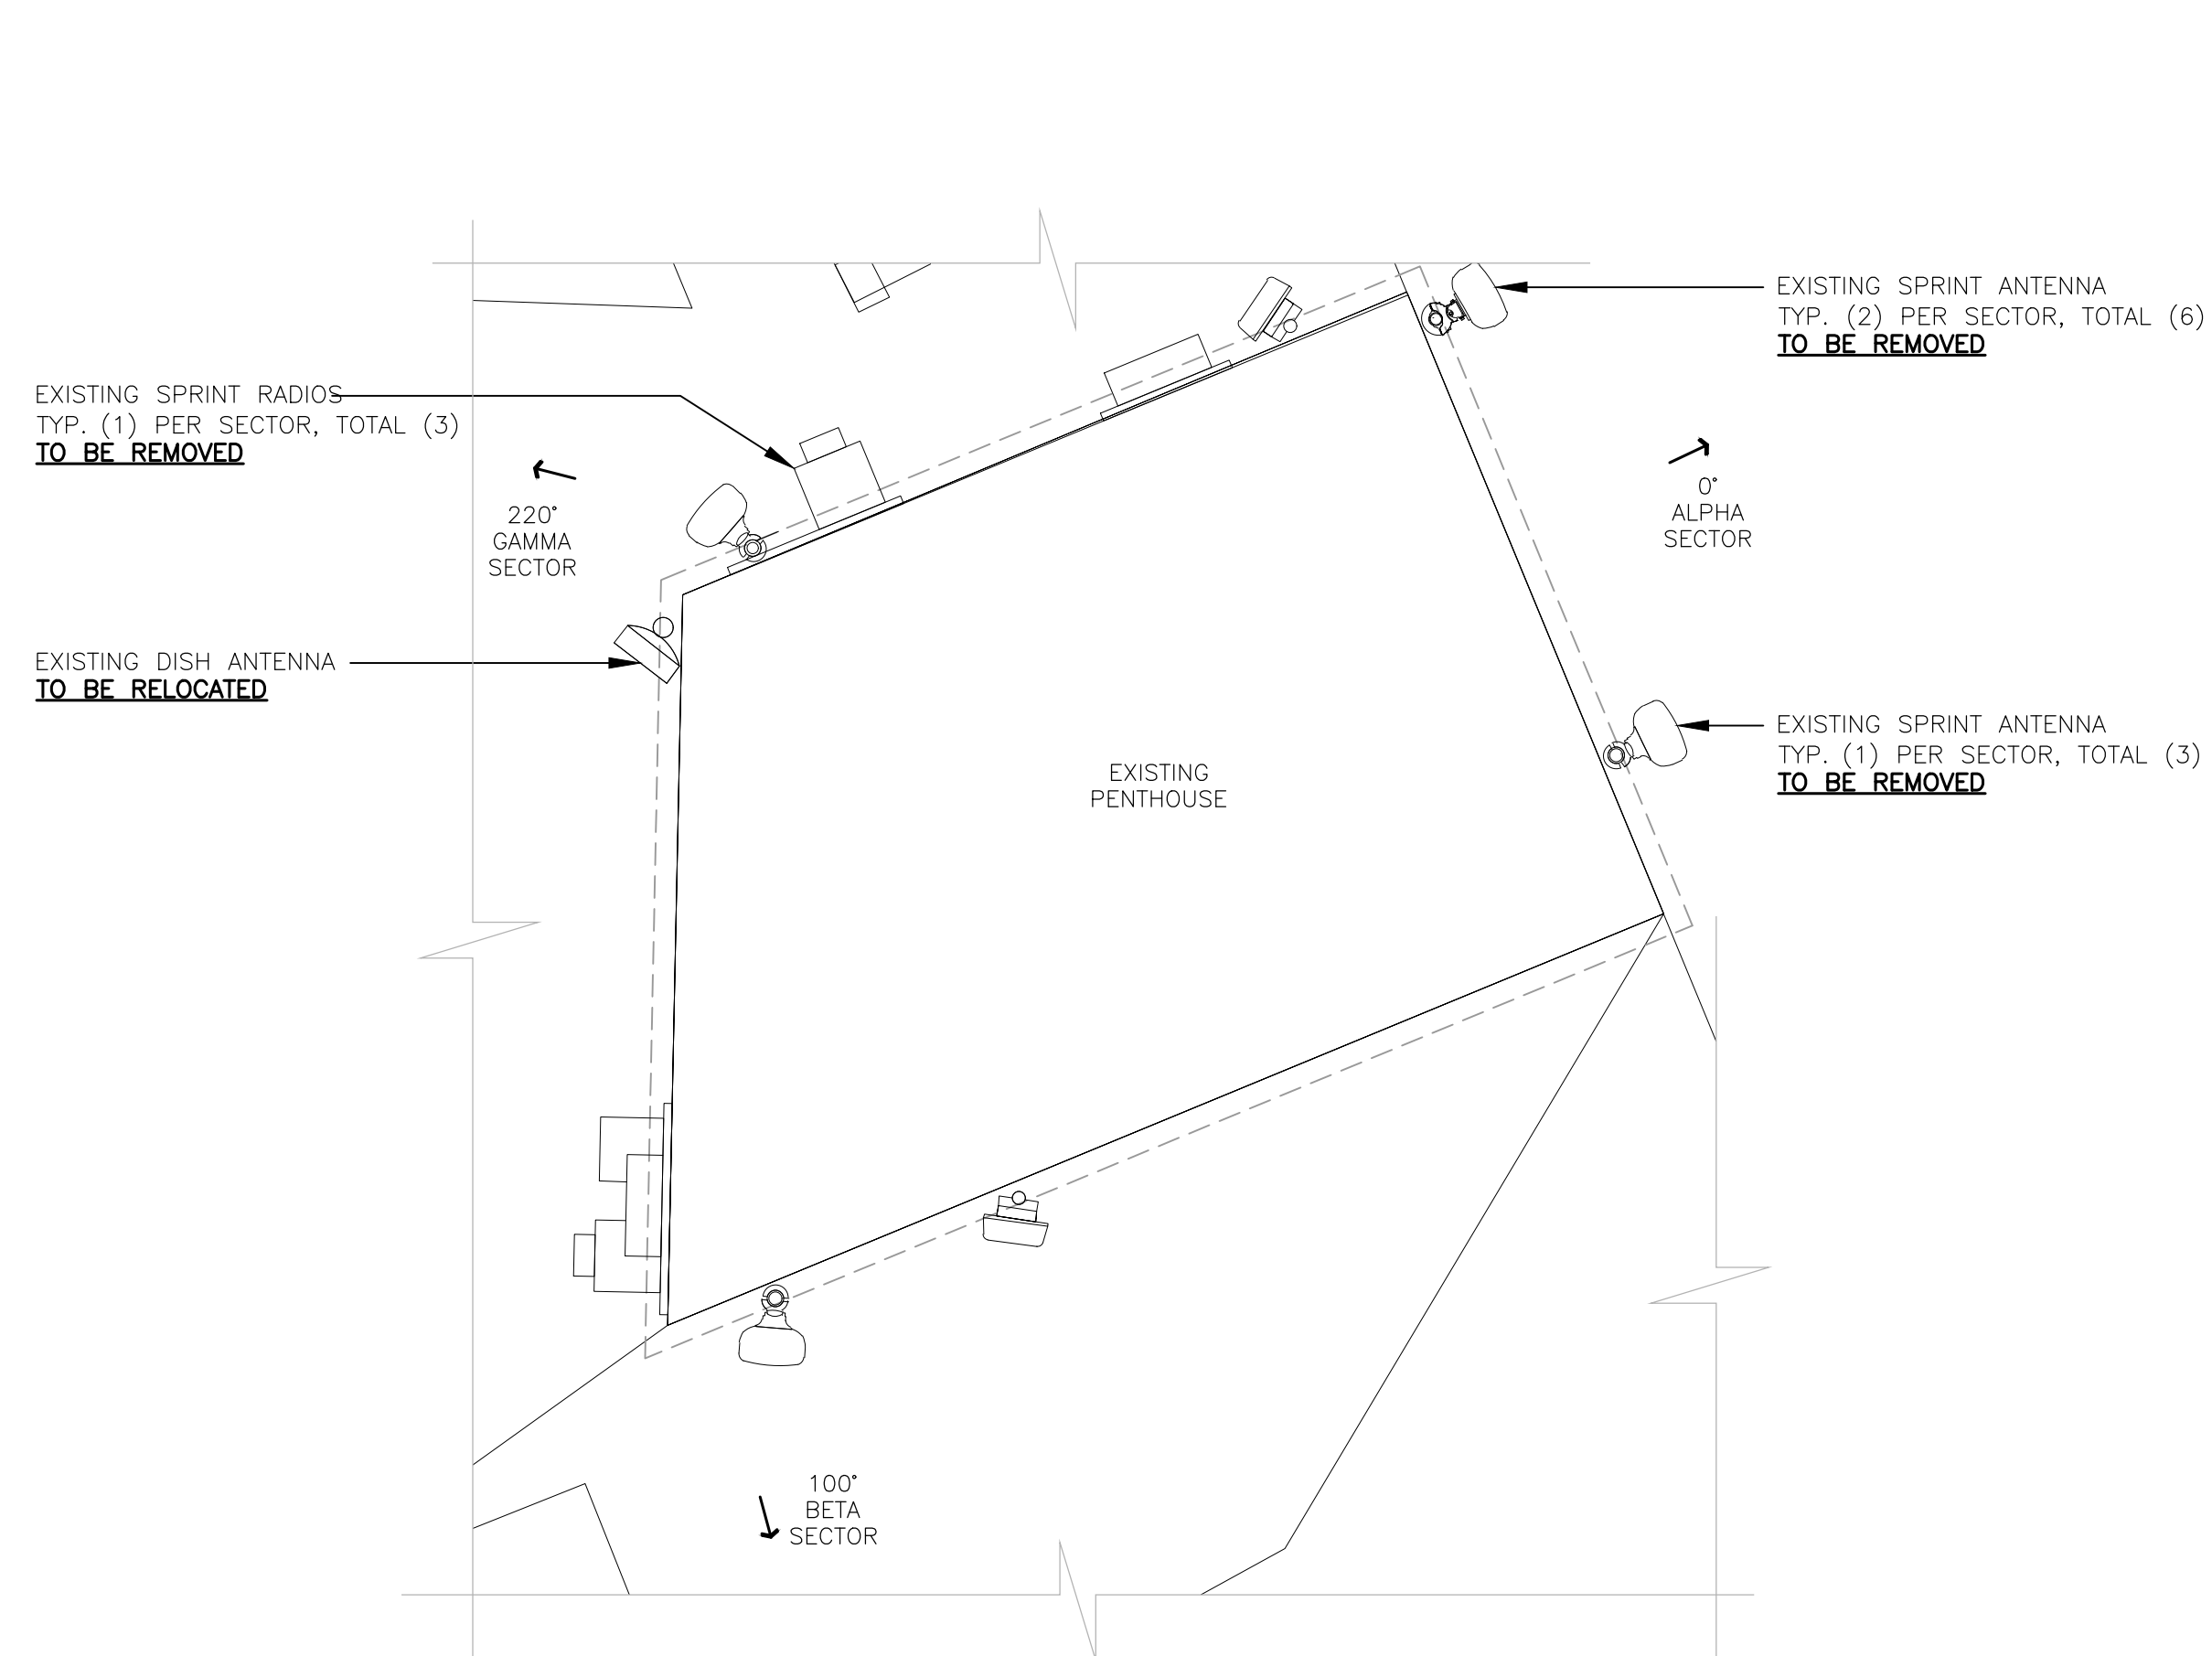 EXISTING SPRINT ANTENNA
TYP. (2) PER SECTOR, TOTAL (6)
TO BE REMOVED
EXISTING SPRINT RADIOS
TYP. (1) PER SECTOR, TOTAL (3)
TO BE REMOVED
220°
GAMMA
SECTOR
0°
ALPHA
SECTOR
EXISTING DISH ANTENNA
TO BE RELOCATED
EXISTING SPRINT ANTENNA
TYP. (1) PER SECTOR, TOTAL (3)
TO BE REMOVED
EXISTING
PENTHOUSE
100°
BETA
SECTOR